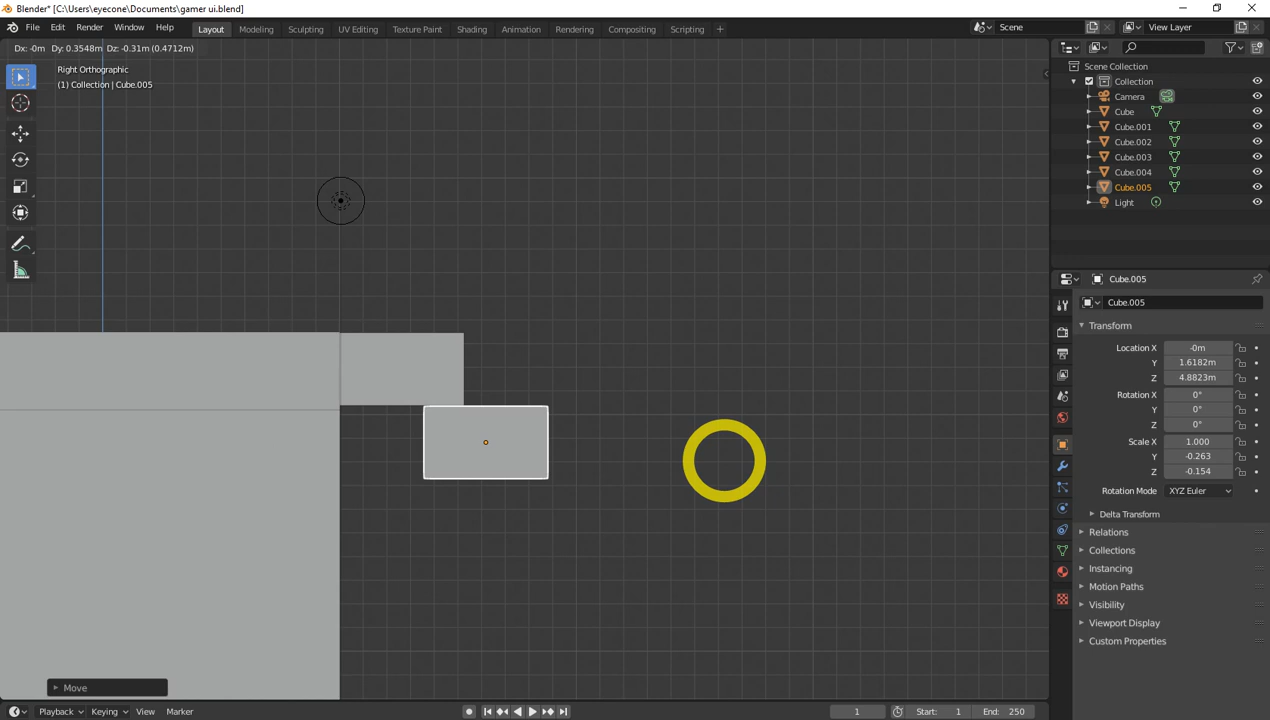 Blender* [C:\Users\eyecone\Documents\gamer ui.blend]
File Edit Render Window Help Layout Modeling Sculpting UV Editing Texture Paint Shading Animation Rendering Compositing Scripting + Scene View Layer
Dx: -0m Dy: 0.3548m Dz: -0.31m (0.4712m)
Right Orthographic
(1) Collection | Cube.005
Scene Collection
Collection
Camera
Cube
Cube.001
Cube.002
Cube.003
Cube.004
Cube.005
Light
Cube.005
Cube.005
Transform
Location X -0m
Y 1.6182m
Z 4.8823m
Rotation X 0°
Y 0°
Z 0°
Scale X 1.000
Y -0.263
Z -0.154
Rotation Mode XYZ Euler
Delta Transform
Relations
Collections
Instancing
Motion Paths
Visibility
Viewport Display
Custom Properties
Move
Playback Keying View Marker 1 Start: 1 End: 250